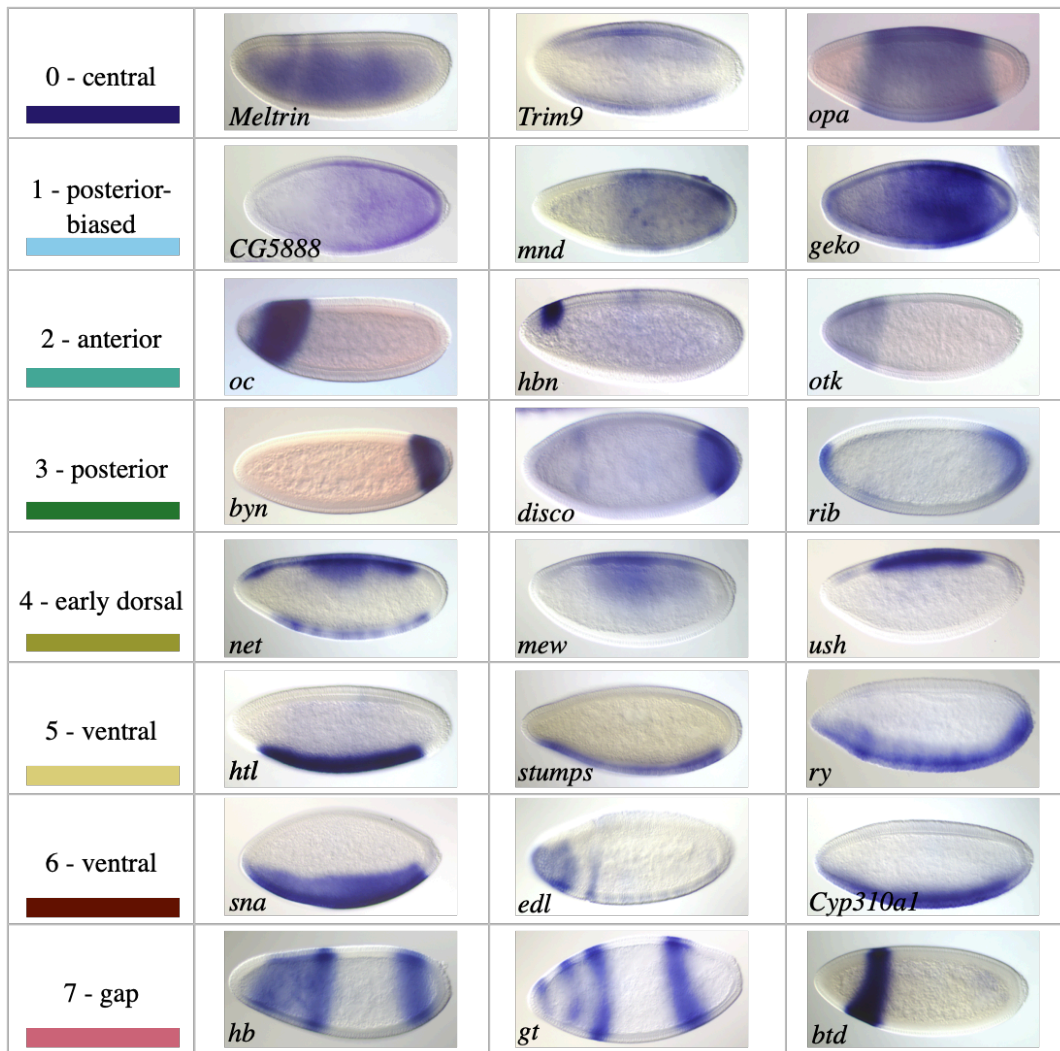 0 - central
Meltrin
Trim9
opa
1 - posterior-
biased
CG5888
mnd
geko
2 - anterior
oc
hbn
otk
3 - posterior
byn
disco
rib
4 - early dorsal
net
mew
ush
5 - ventral
htl
stumps
ry
6 - ventral
sna
edl
Cyp310a1
7 - gap
hb
gt
btd